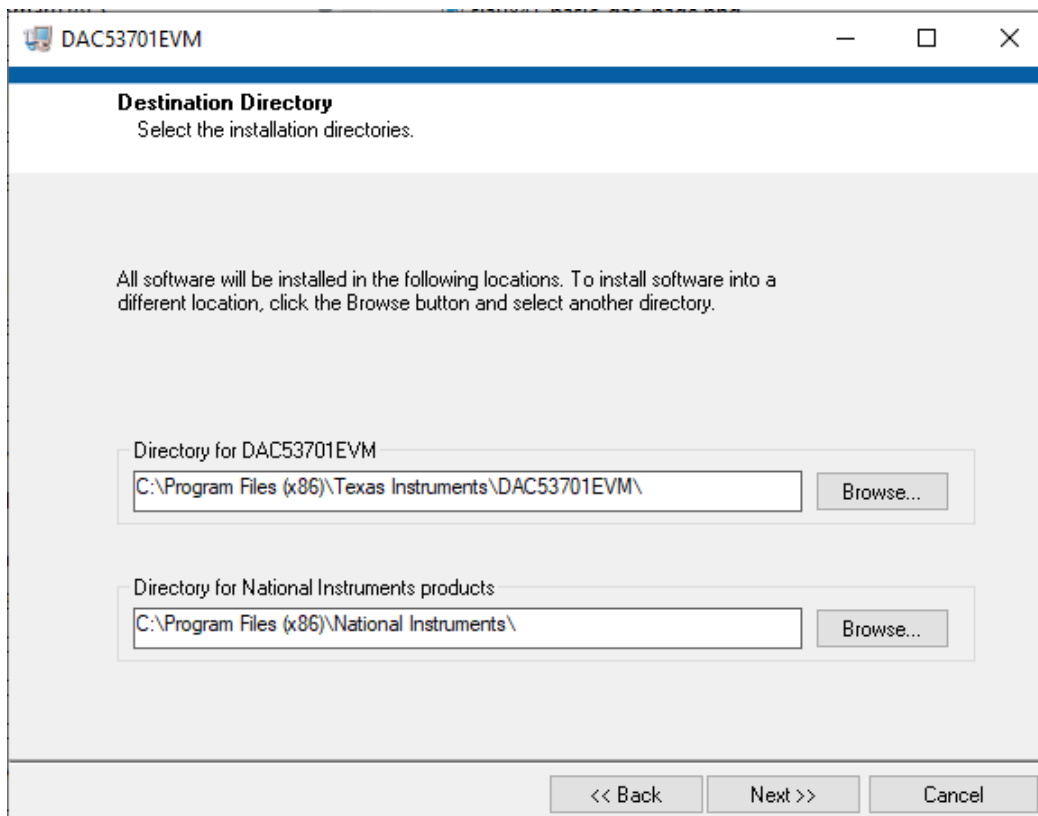 DAC53701EVM
Destination Directory
Select the installation directories.
All software will be installed in the following locations. To install software into a
different location, click the Browse button and select another directory.
Directory for DAC53701EVM
C:\Program Files (x86)\Texas Instruments\DAC53701EVM\
Browse...
Directory for National Instruments products
C:\Program Files (x86)\National Instruments\
Browse...
<< Back
Next >>
Cancel